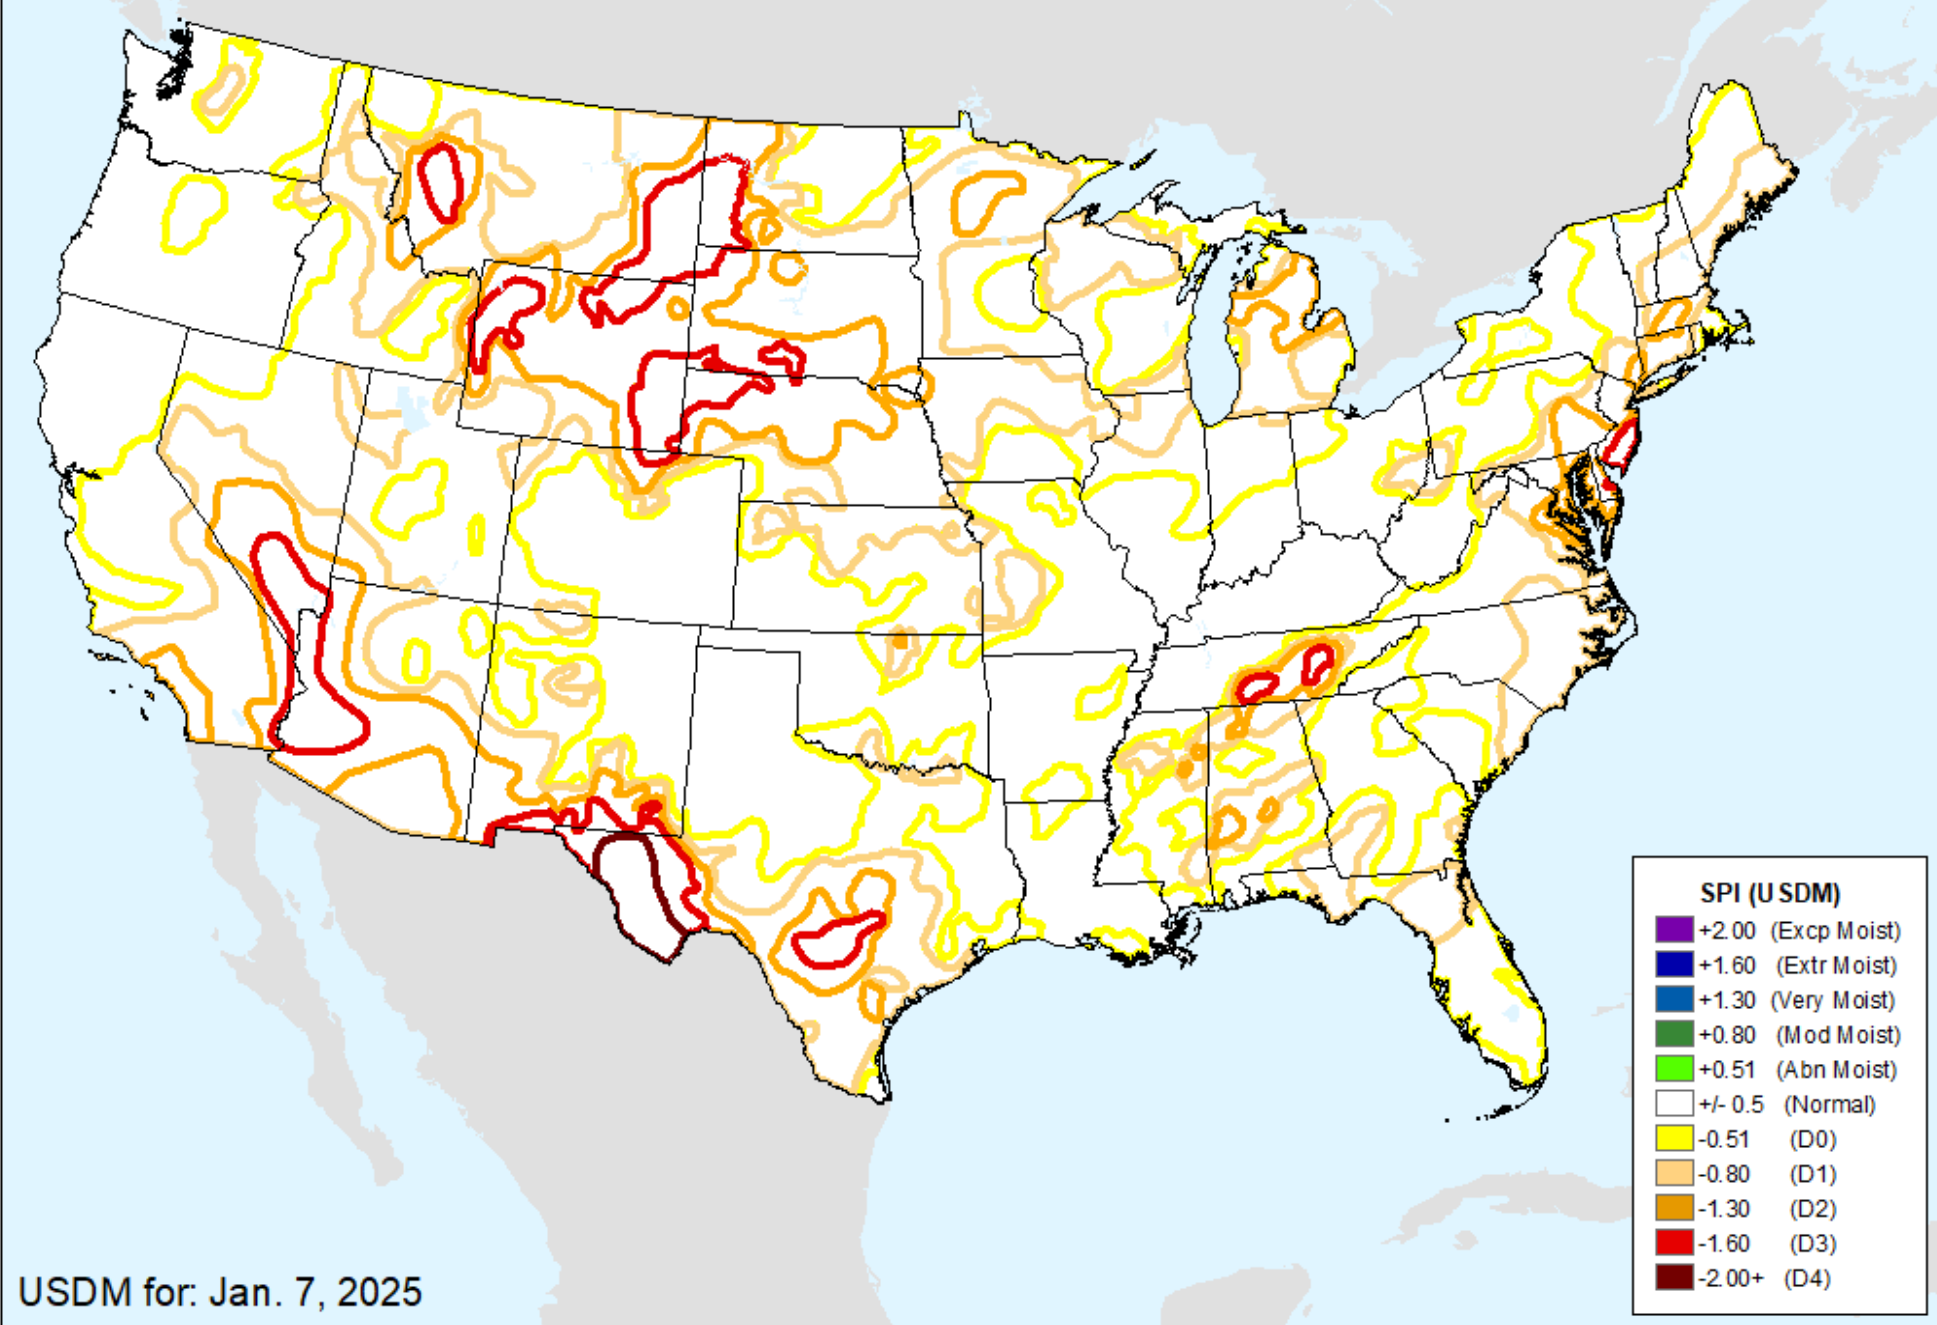 SPI (USDM)
+2.00 (Excp Moist)
+1.60 (Extr Moist)
+1.30 (Very Moist)
+0.80 (Mod Moist)
+0.51 (Abn Moist)
+/- 0.5 (Normal)
-0.51 (D0)
-0.80 (D1)
-1.30 (D2)
-1.60 (D3)
-2.00+ (D4)
USDM for: Jan. 7, 2025